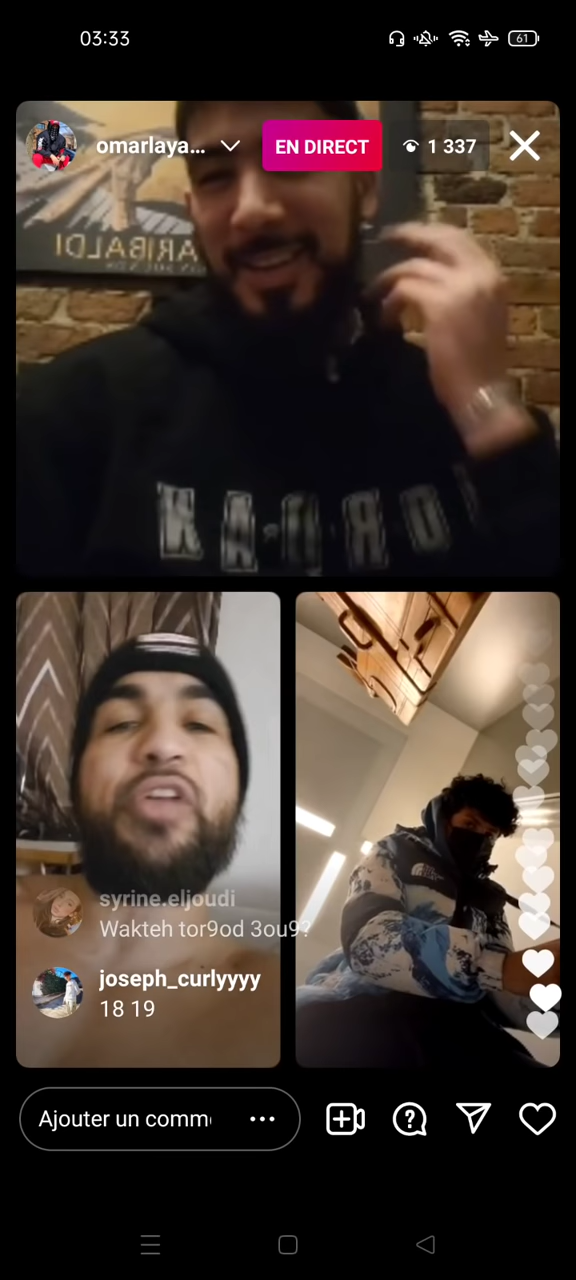 03:33
61
omarlaya...
EN DIRECT
1 337
GARIBALDI
syrine.eljoudi
Wakteh tor9od 3ou9?
joseph_curlyyyy
18 19
Ajouter un comm